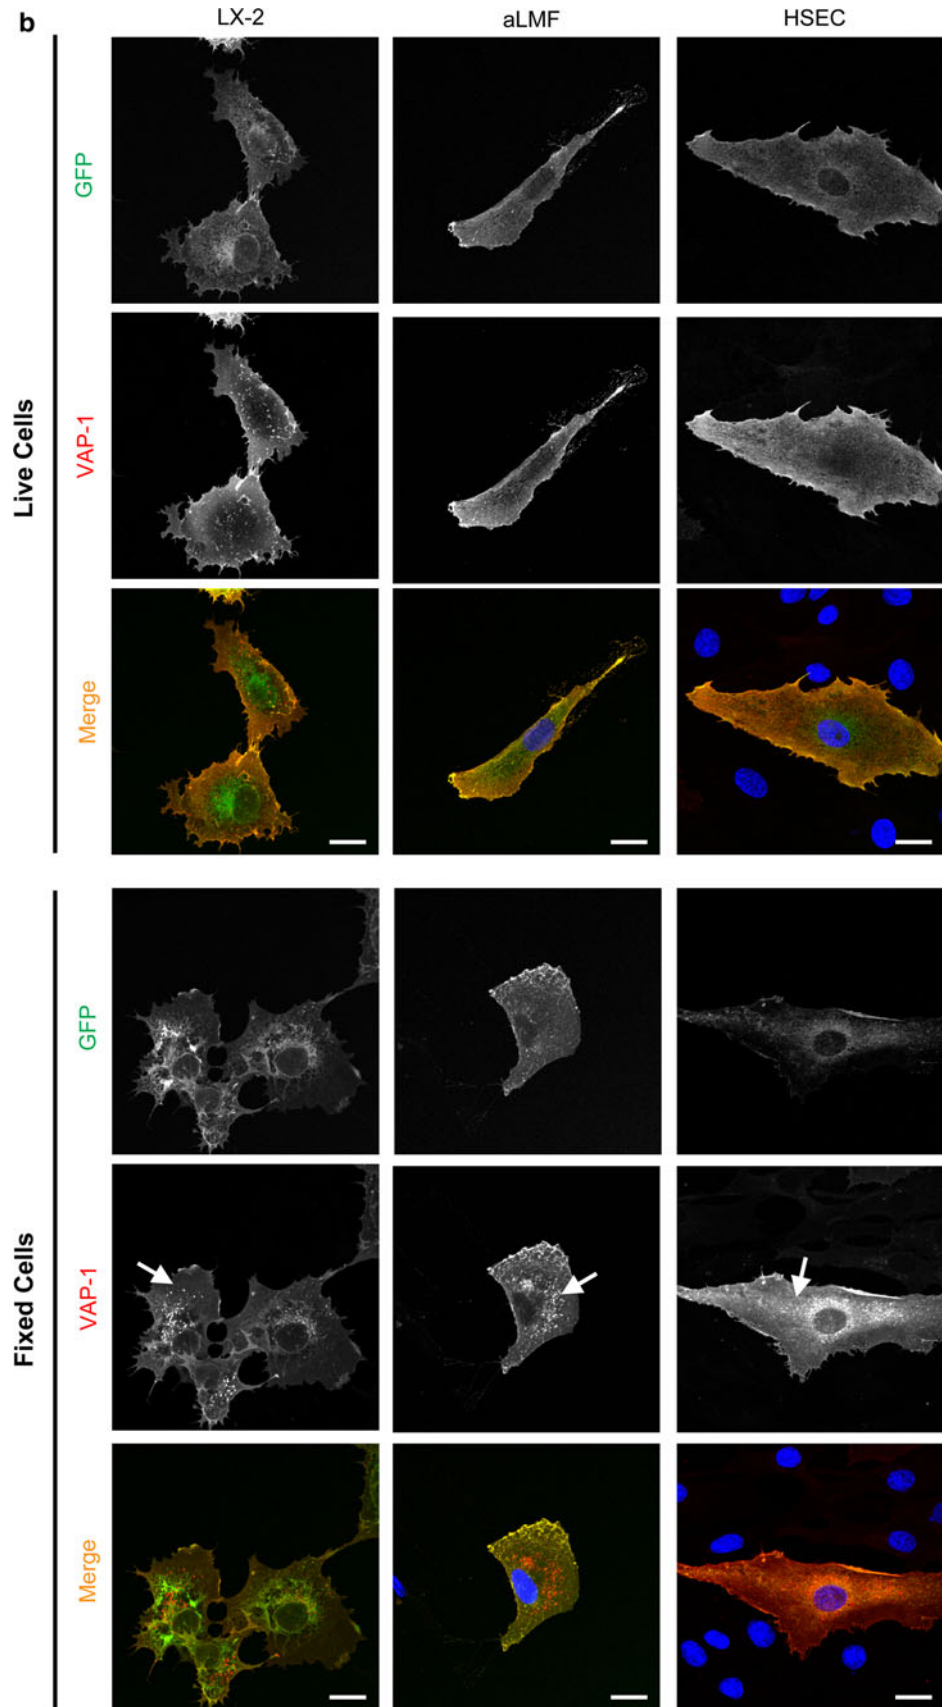 b
LX-2 aLMF HSEC
Live Cells
GFP
VAP-1
Merge
Fixed Cells
GFP
VAP-1
Merge